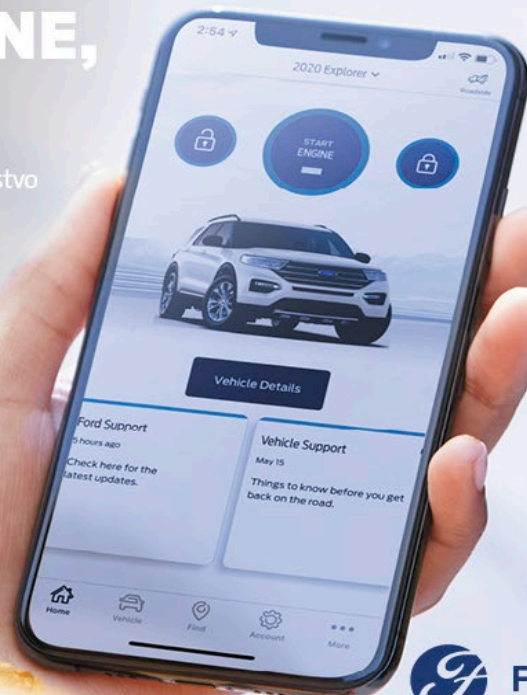 NE,
stvo
2:54
2020 Explorer
Roadside
START
ENGINE
Ford
Vehicle Details
Ford Support
5 hours ago
Check here for the
latest updates.
Vehicle Support
May 15
Things to know before you get
back on the road.
Home
Vehicle
Find
Account
More
F